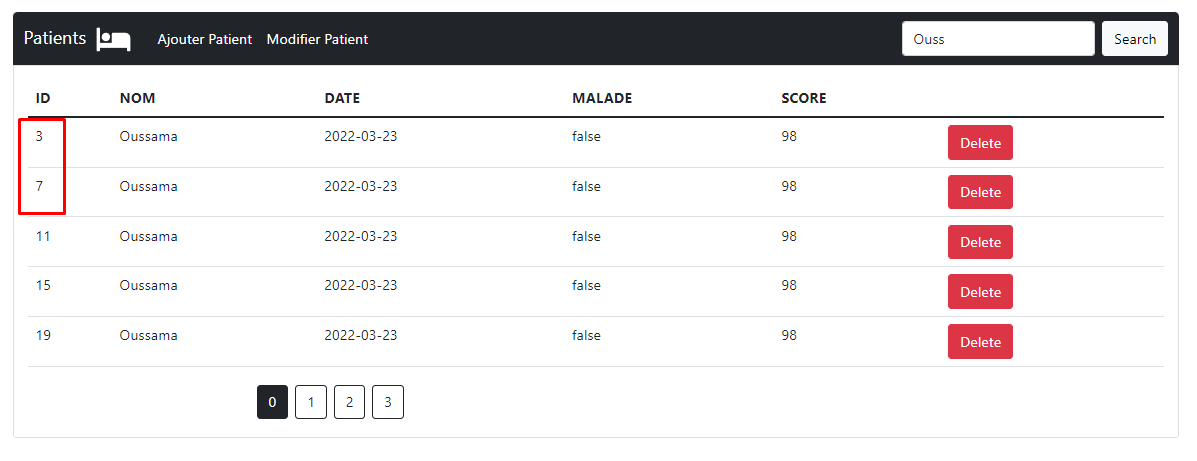 Patients Ajouter Patient Modifier Patient Ouss Search
ID NOM DATE MALADE SCORE
3 Oussama 2022-03-23 false 98 Delete
7 Oussama 2022-03-23 false 98 Delete
11 Oussama 2022-03-23 false 98 Delete
15 Oussama 2022-03-23 false 98 Delete
19 Oussama 2022-03-23 false 98 Delete
0 1 2 3